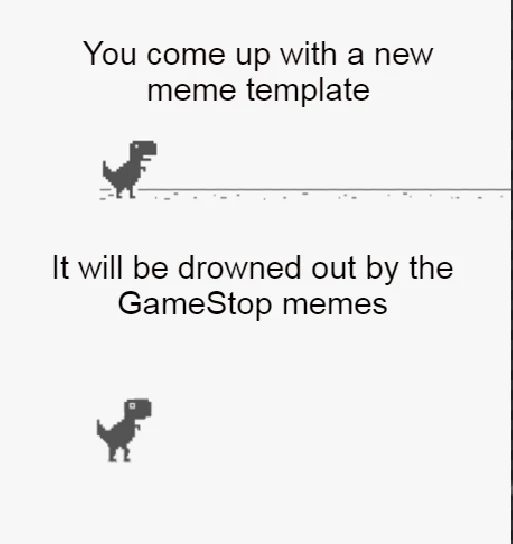 You come up with a new
meme template
It will be drowned out by the
GameStop memes